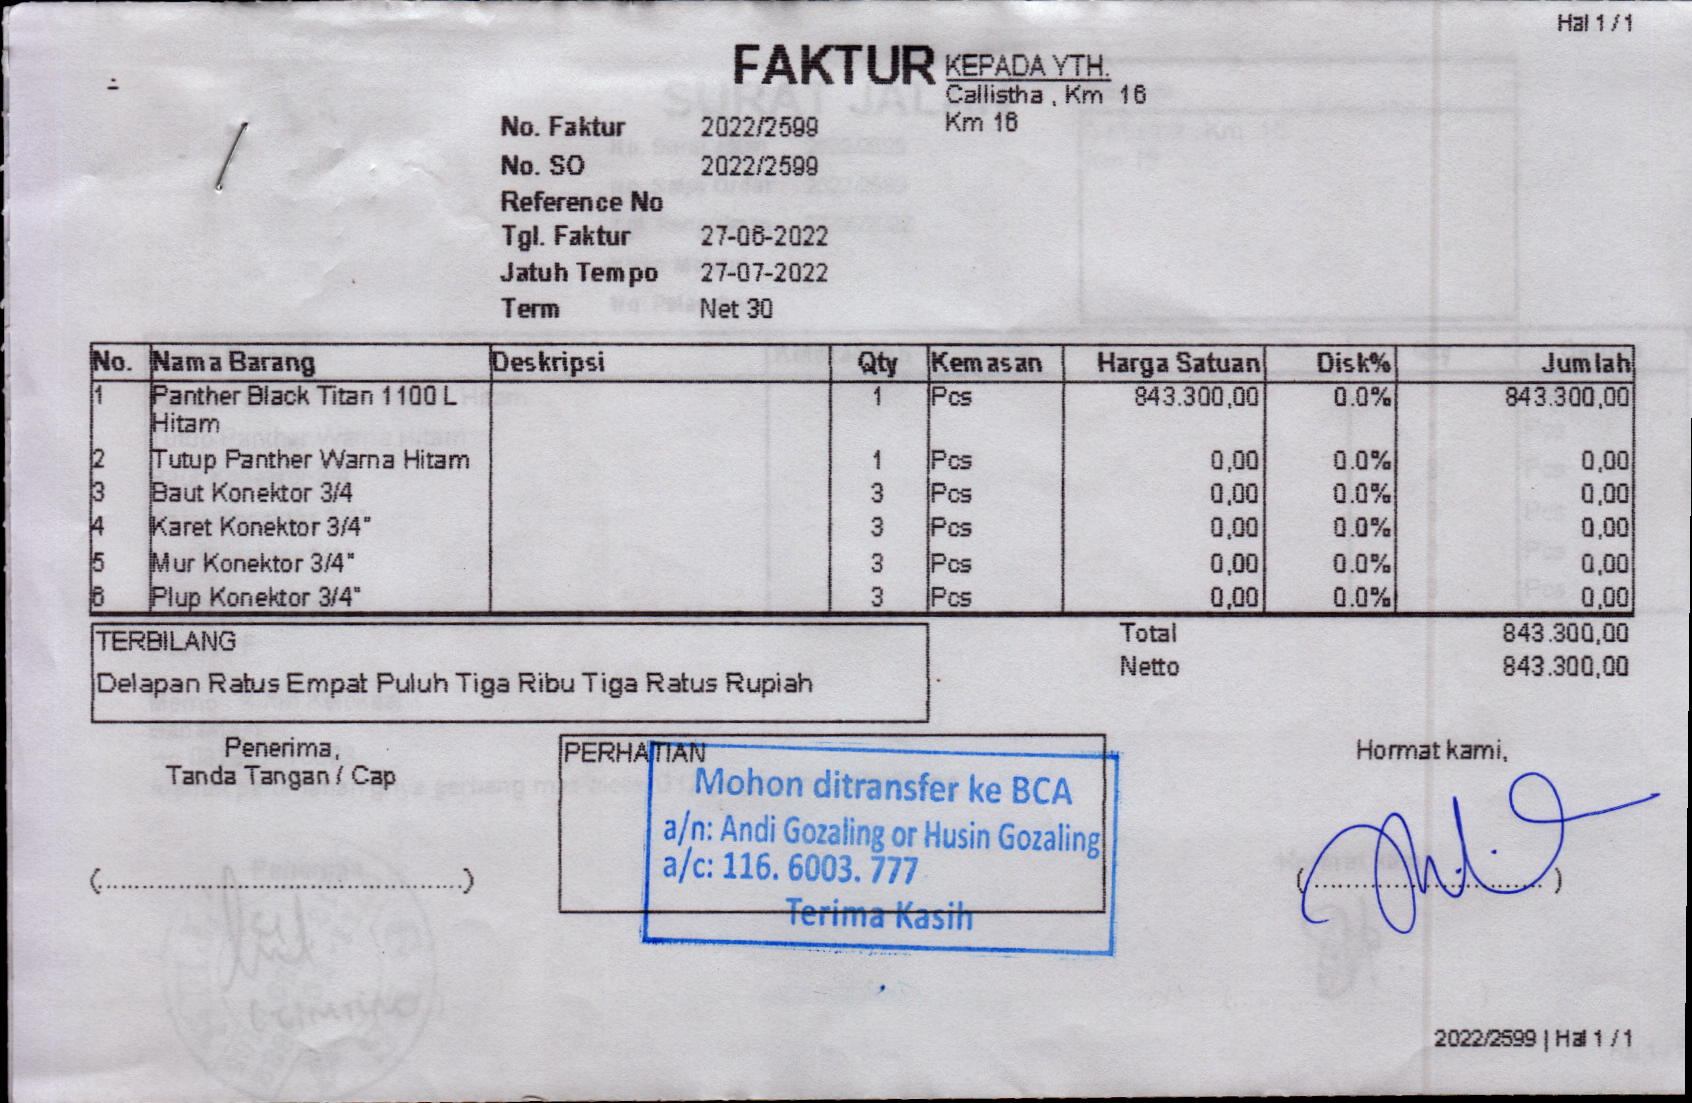 Hal 1 / 1
FAKTUR
KEPADA YTH.
Callistha , Km 16
Km 16
No. Faktur 2022/2599
No. SO 2022/2599
Reference No
Tgl. Faktur 27-06-2022
Jatuh Tempo 27-07-2022
Term Net 30
No. Nama Barang Deskripsi Qty Kemasan Harga Satuan Disk% Jumlah
1 Panther Black Titan 1100 L 1 Pcs 843.300,00 0.0% 843.300,00
Hitam
2 Tutup Panther Warna Hitam 1 Pcs 0,00 0.0% 0,00
3 Baut Konektor 3/4 3 Pcs 0,00 0.0% 0,00
4 Karet Konektor 3/4" 3 Pcs 0,00 0.0% 0,00
5 Mur Konektor 3/4" 3 Pcs 0,00 0.0% 0,00
6 Plup Konektor 3/4" 3 Pcs 0,00 0.0% 0,00
TERBILANG
Delapan Ratus Empat Puluh Tiga Ribu Tiga Ratus Rupiah
Total 843.300,00
Netto 843.300,00
Penerima,
Tanda Tangan / Cap
(..................................................)
PERHATIAN
Mohon ditransfer ke BCA
a/n: Andi Gozaling or Husin Gozaling
a/c: 116. 6003. 777
Terima Kasih
Hormat kami,
(................................)
2022/2599 | Hal 1 / 1